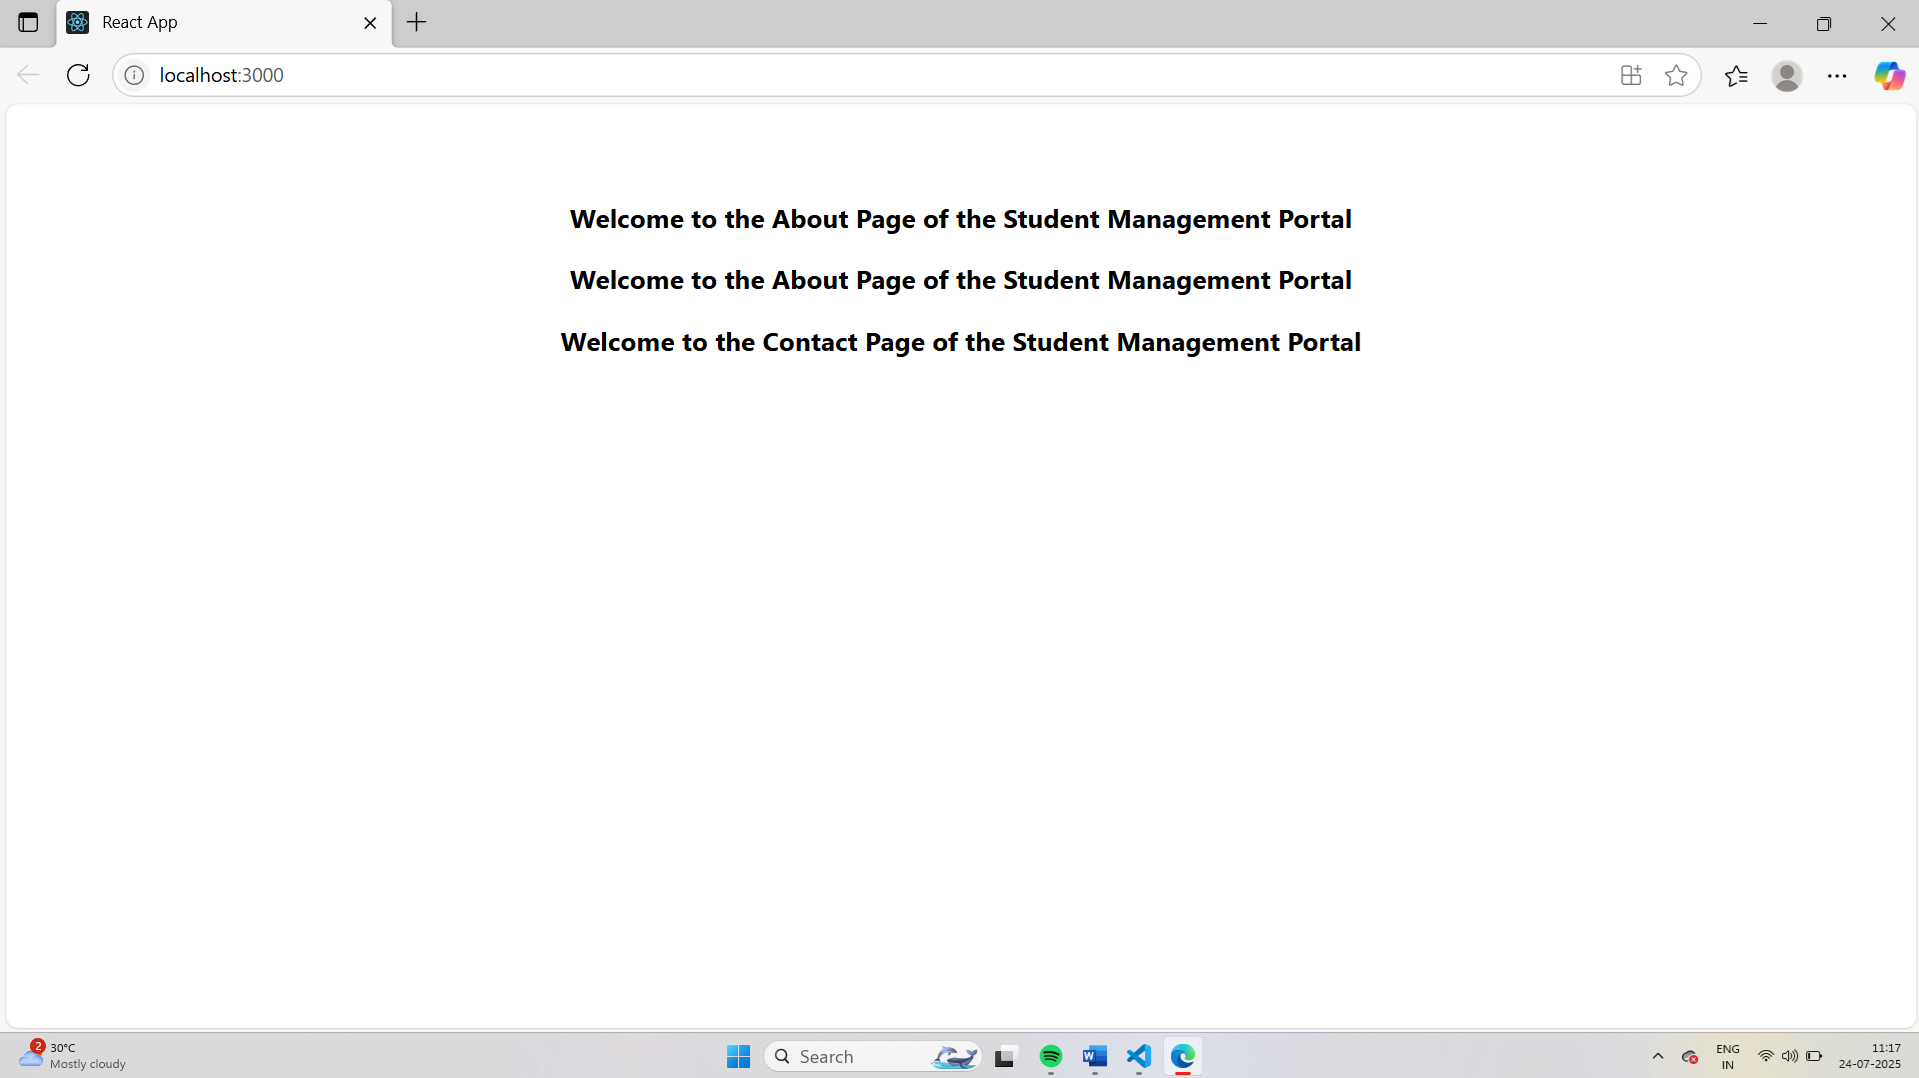 React App
localhost:3000
Welcome to the About Page of the Student Management Portal
Welcome to the About Page of the Student Management Portal
Welcome to the Contact Page of the Student Management Portal
2
30°C
Mostly cloudy
Search
W
ENG
IN
11:17
24-07-2025